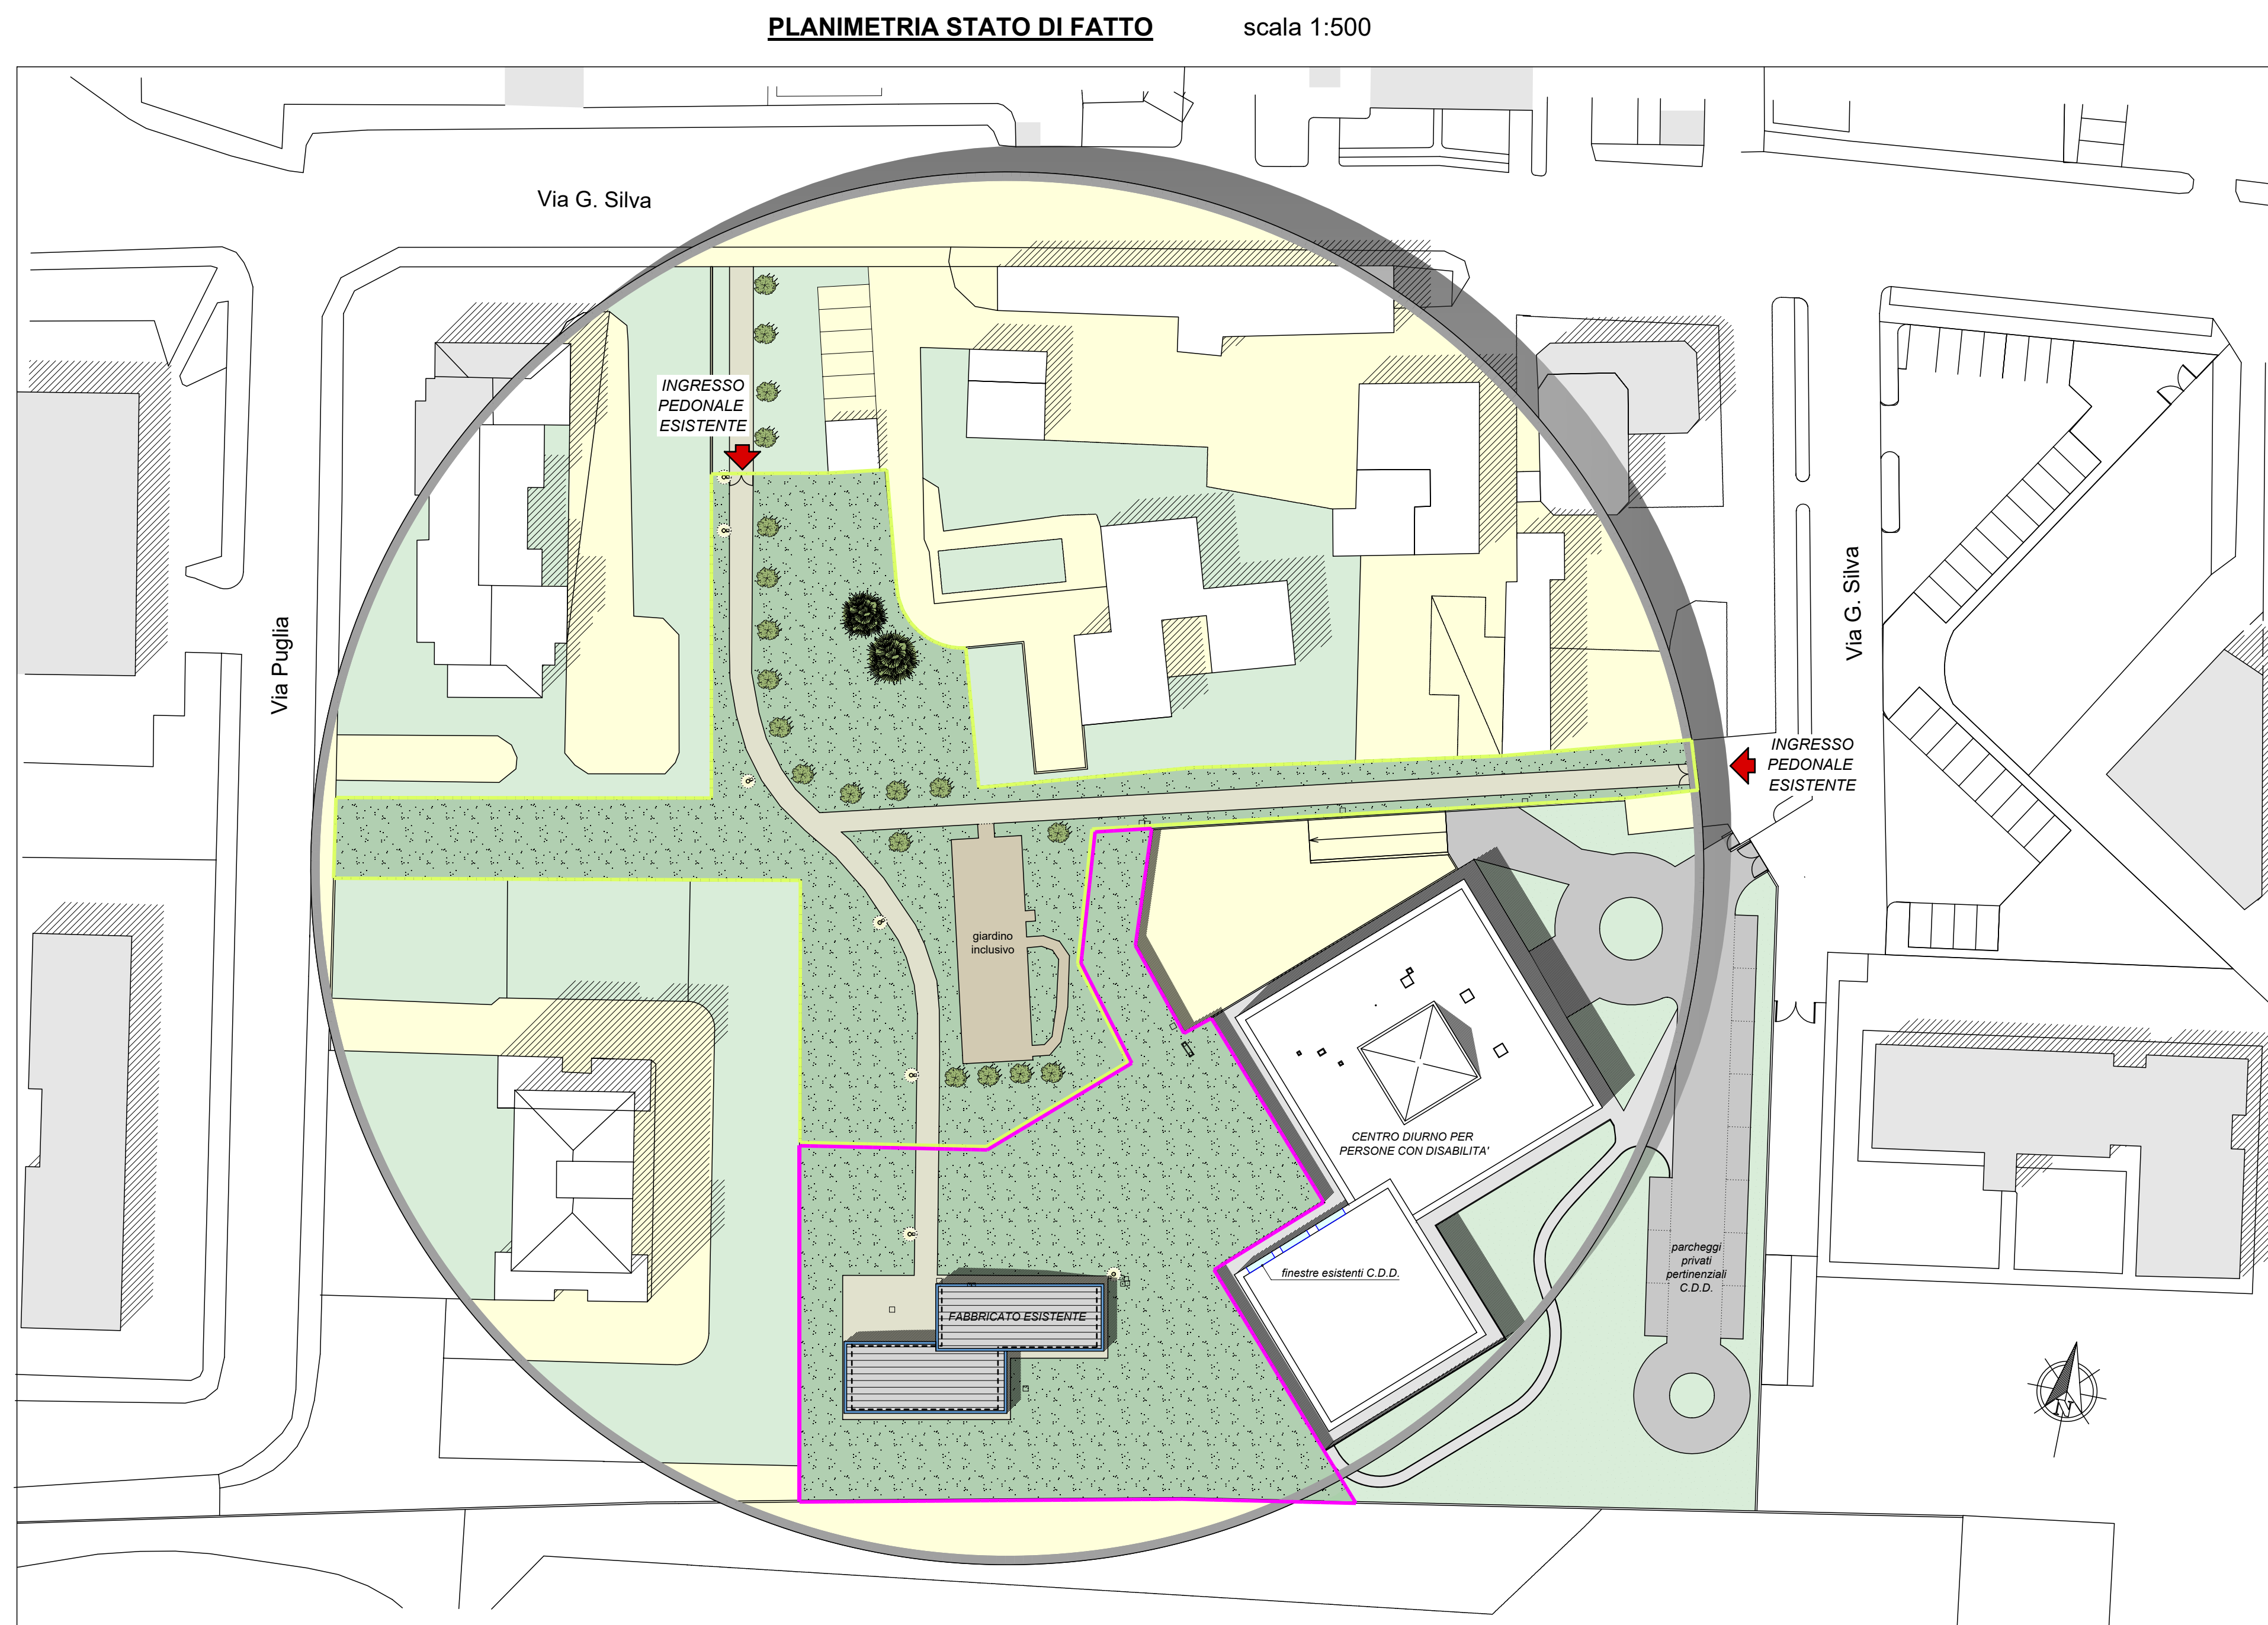 PLANIMETRIA STATO DI FATTO scala 1:500
Via G. Silva
INGRESSO
PEDONALE
ESISTENTE
Via Puglia
Via G. Silva
INGRESSO
PEDONALE
ESISTENTE
giardino
inclusivo
CENTRO DIURNO PER
PERSONE CON DISABILITA'
finestre esistenti C.D.D.
parcheggi
privati
pertinenziali
C.D.D.
FABBRICATO ESISTENTE
N